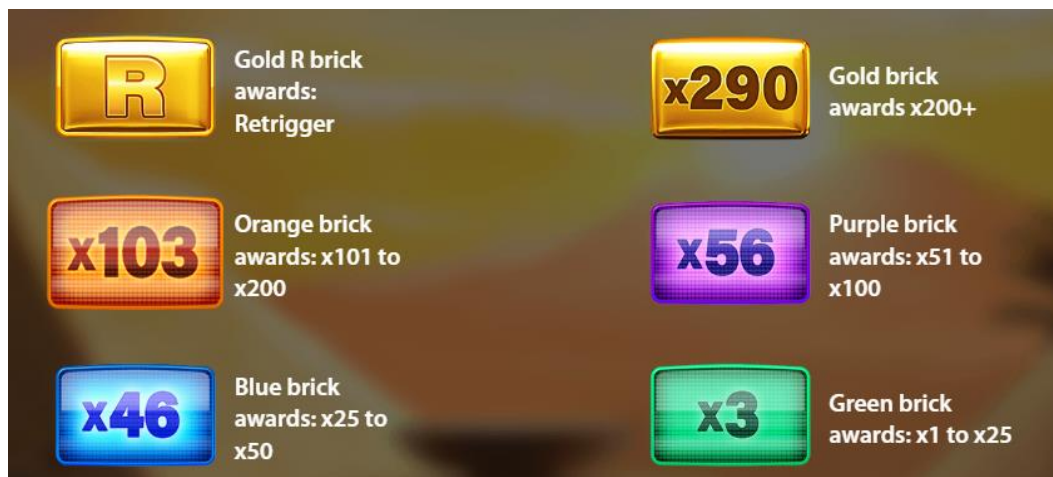 R
Gold R brick
awards:
Retrigger
x290
Gold brick
awards x200+
x103
Orange brick
awards: x101 to
x200
x56
Purple brick
awards: x51 to
x100
x46
Blue brick
awards: x25 to
x50
x3
Green brick
awards: x1 to x25